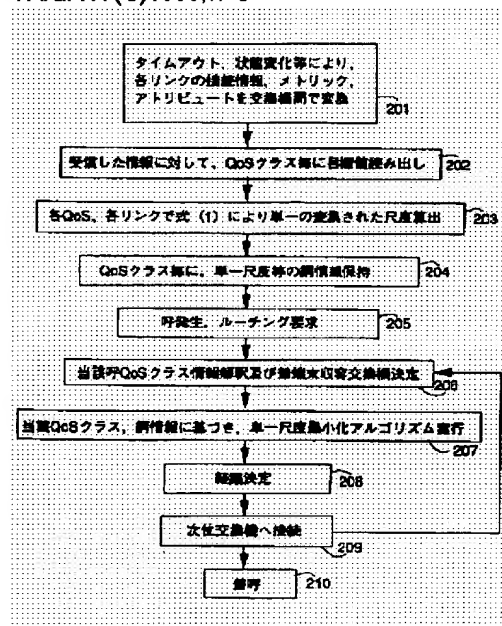 タイムアウト、状態変化等により、
各リンクの接続情報、メトリック、
アトリビュートを交換機間で交換
201
受信した情報に対して、QoSクラス毎に各値読み出し
202
各QoS、各リンクで式（1）により単一の変換された尺度算出
203
QoSクラス毎に、単一尺度等の網情報保持
204
呼発生、ルーチング要求
205
当該呼QoSクラス情報解釈及び着端末収容交換機決定
206
当該QoSクラス、網情報に基づき、単一尺度最小化アルゴリズム実行
207
経路決定
208
次位交換機へ接続
209
着呼
210